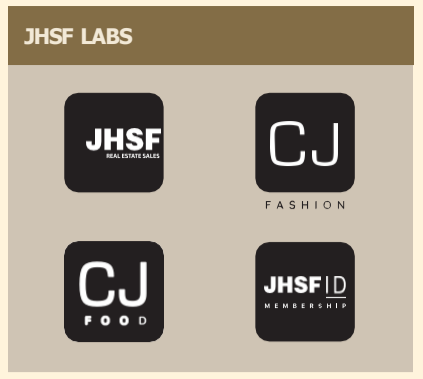 JHSF LABS
JHSF
REAL ESTATE SALES
CJ
FASHION
CJ
FOOD
JHSF ID
MEMBERSHIP